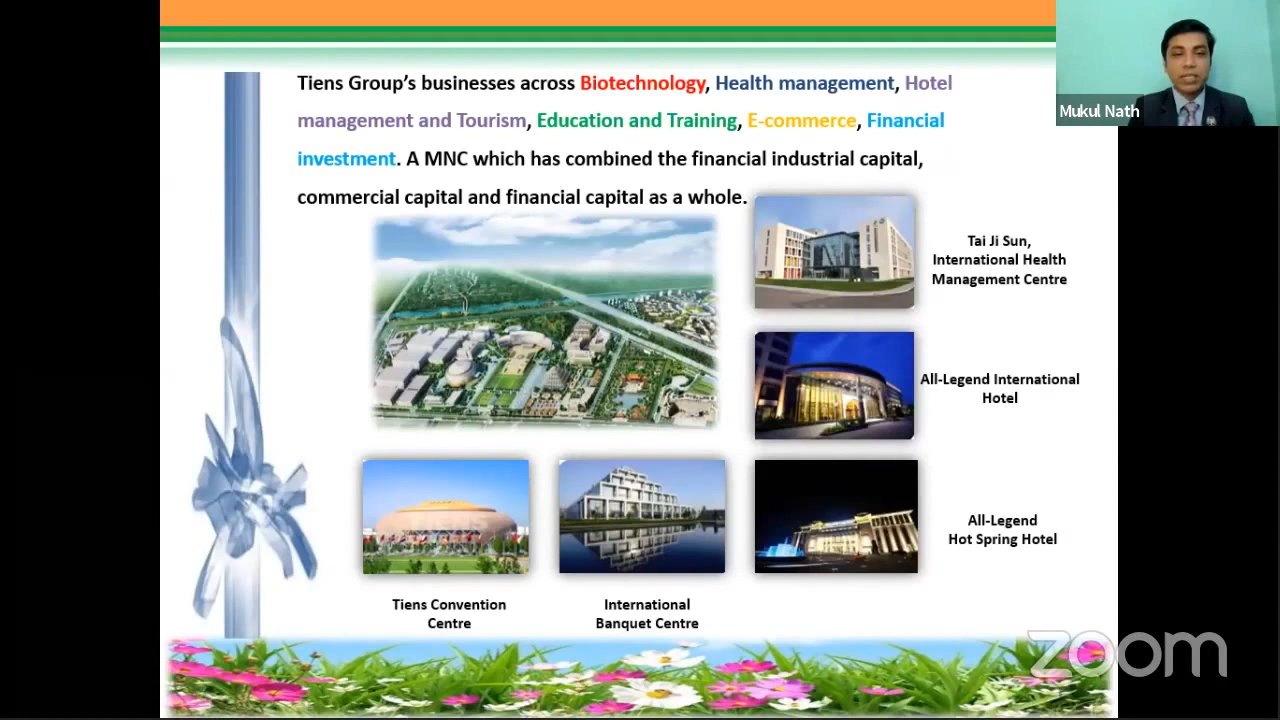 Tiens Group's businesses across Biotechnology, Health management, Hotel
management and Tourism, Education and Training, E-commerce, Financial
investment. A MNC which has combined the financial industrial capital,
commercial capital and financial capital as a whole.
Mukul Nath
Tai Ji Sun,
International Health
Management Centre
All-Legend International
Hotel
All-Legend
Hot Spring Hotel
Tiens Convention
Centre
International
Banquet Centre
zoom